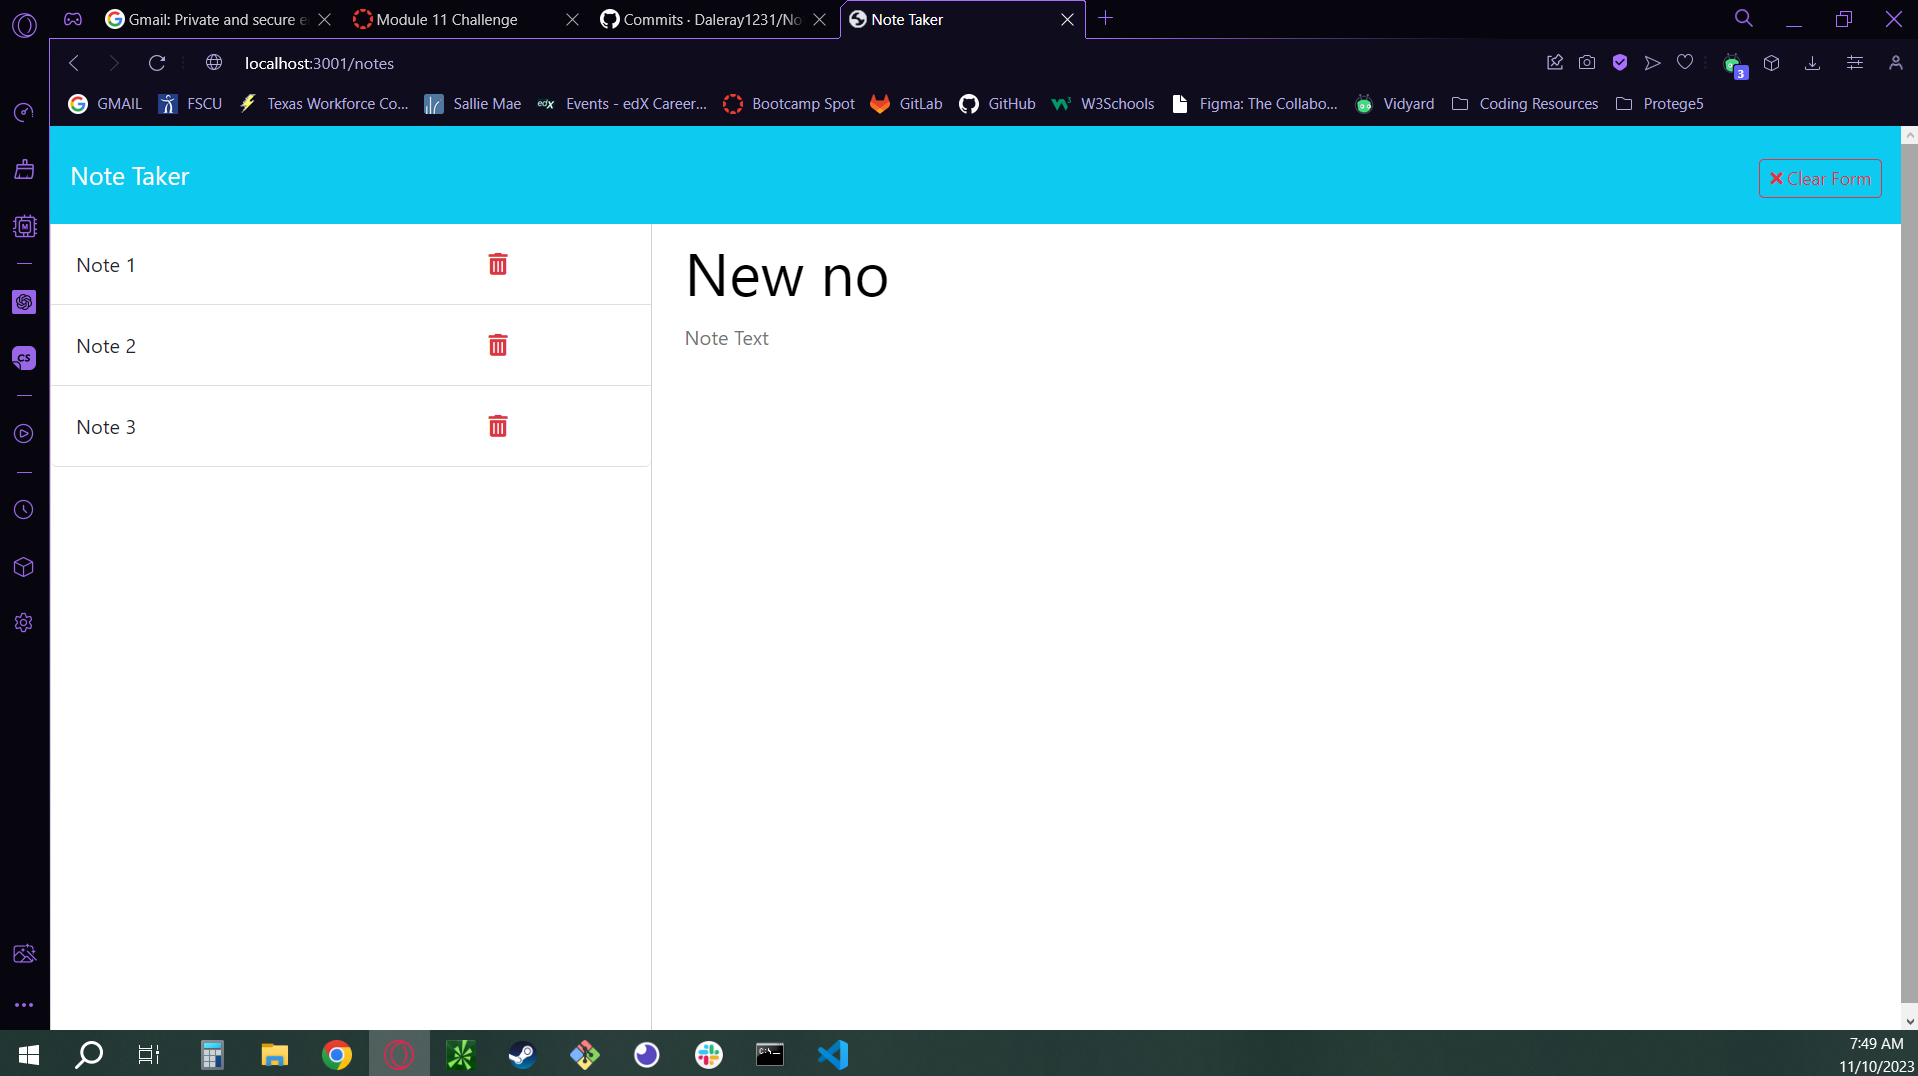 Gmail: Private and secure e
Module 11 Challenge
Commits · Daleray1231/No
Note Taker
localhost:3001/notes
3
GMAIL
FSCU
Texas Workforce Co...
Sallie Mae
edX
Events - edX Career...
Bootcamp Spot
GitLab
GitHub
W3Schools
Figma: The Collabo...
Vidyard
Coding Resources
Protege5
M
CS
Note Taker
Clear Form
Note 1
Note 2
Note 3
New no
Note Text
7:49 AM
11/10/2023